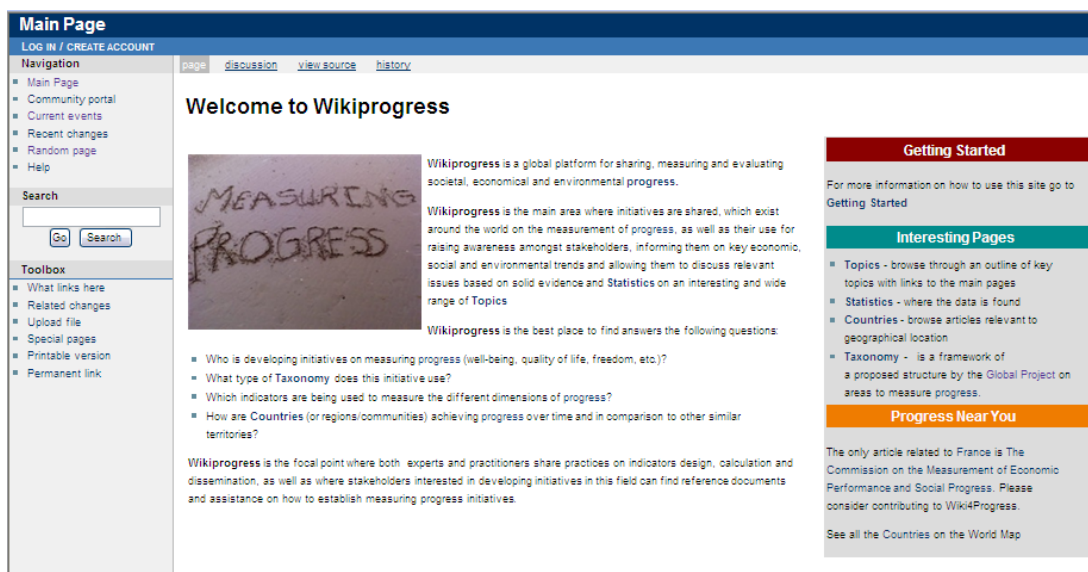 Main Page
LOG IN / CREATE ACCOUNT
Navigation
Main Page
Community portal
Current events
Recent changes
Random page
Help
Search
Go Search
Toolbox
What links here
Related changes
Upload file
Special pages
Printable version
Permanent link
page discussion view source history
Welcome to Wikiprogress
MEASURING
PROGRESS
Wikiprogress is a global platform for sharing, measuring and evaluating
societal, economical and environmental progress.
Wikiprogress is the main area where initiatives are shared, which exist
around the world on the measurement of progress, as well as their use for
raising awareness amongst stakeholders, informing them on key economic,
social and environmental trends and allowing them to discuss relevant
issues based on solid evidence and Statistics on an interesting and wide
range of Topics
Wikiprogress is the best place to find answers the following questions:
Who is developing initiatives on measuring progress (well-being, quality of life, freedom, etc.)?
What type of Taxonomy does this initiative use?
Which indicators are being used to measure the different dimensions of progress?
How are Countries (or regions/communities) achieving progress over time and in comparison to other similar
territories?
Wikiprogress is the focal point where both experts and practitioners share practices on indicators design, calculation and
dissemination, as well as where stakeholders interested in developing initiatives in this field can find reference documents
and assistance on how to establish measuring progress initiatives.
Getting Started
For more information on how to use this site go to
Getting Started
Interesting Pages
Topics - browse through an outline of key
topics with links to the main pages
Statistics - where the data is found
Countries - browse articles relevant to
geographical location
Taxonomy - is a framework of
a proposed structure by the Global Project on
areas to measure progress.
Progress Near You
The only article related to France is The
Commission on the Measurement of Economic
Performance and Social Progress. Please
consider contributing to Wiki4Progress.
See all the Countries on the World Map